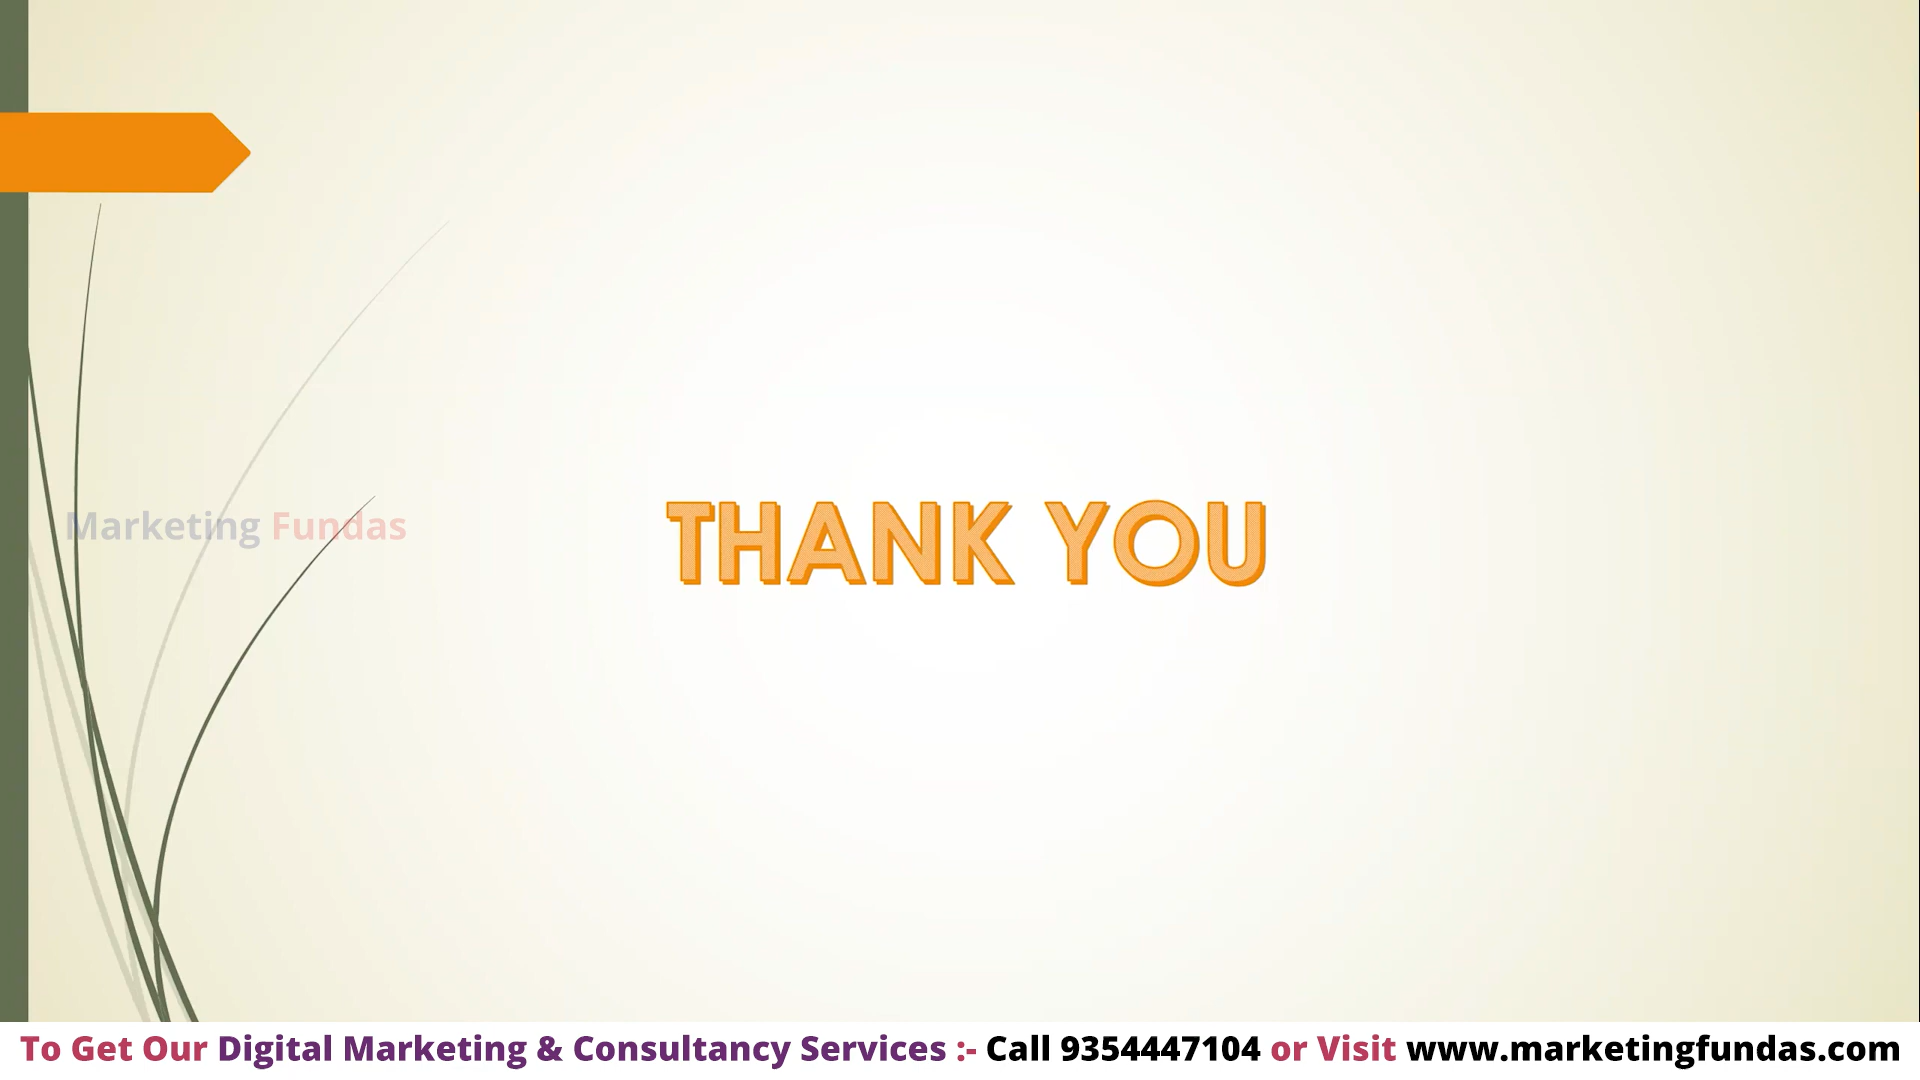 Marketing Fundas
THANK YOU
To Get Our Digital Marketing & Consultancy Services :- Call 9354447104 or Visit www.marketingfundas.com